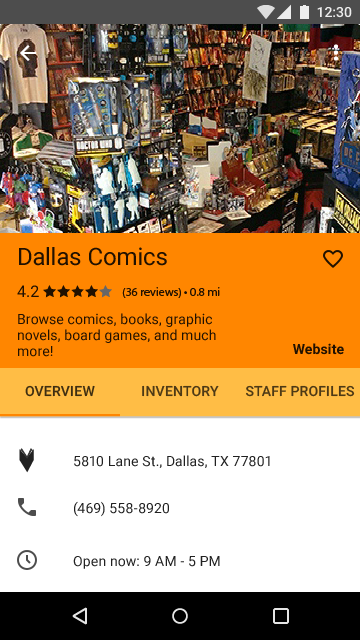 12:30
DOCTOR WHO
Dallas Comics
4.2 (36 reviews) • 0.8 mi
Browse comics, books, graphic
novels, board games, and much
more!
Website
OVERVIEW INVENTORY STAFF PROFILES
5810 Lane St., Dallas, TX 77801
(469) 558-8920
Open now: 9 AM - 5 PM